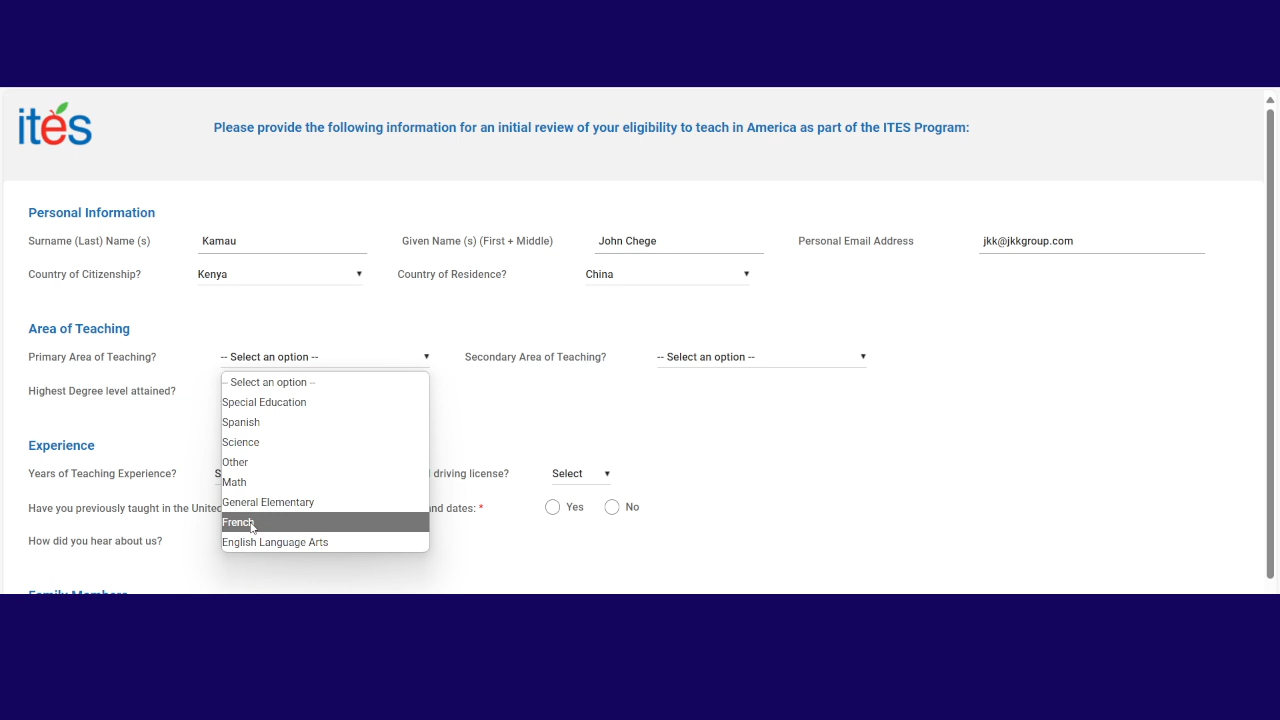 ites
Please provide the following information for an initial review of your eligibility to teach in America as part of the ITES Program:
Personal Information
Surname (Last) Name (s) Kamau Given Name (s) (First + Middle) John Chege Personal Email Address jkk@jkkgroup.com
Country of Citizenship? Kenya Country of Residence? China
Area of Teaching
Primary Area of Teaching? -- Select an option -- Secondary Area of Teaching? -- Select an option --
-- Select an option --
Highest Degree level attained?
Special Education
Spanish
Science
Experience
Other
Years of Teaching Experience? S driving license? Select
Math
General Elementary
Have you previously taught in the United nd dates: * Yes No
French
How did you hear about us?
English Language Arts
Family Members